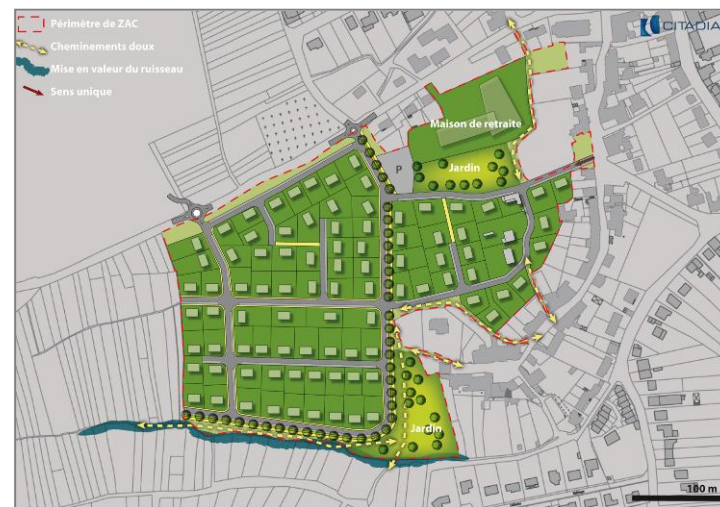 Périmètre de ZAC
CITADIA
Cheminements doux
Mise en valeur du ruisseau
Sens unique
Maison de retraite
Jardin
P
Jardin
100 m